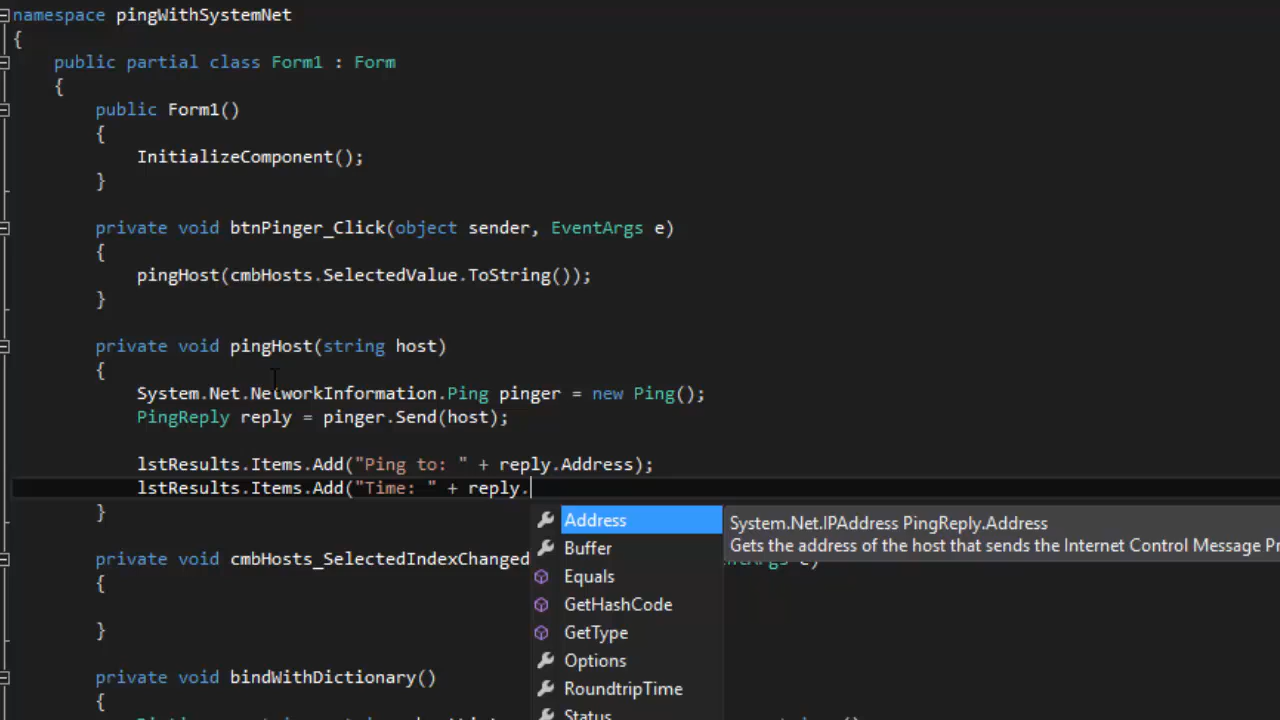 namespace pingWithSystemNet
{
public partial class Form1 : Form
{
public Form1()
{
InitializeComponent();
}
private void btnPinger_Click(object sender, EventArgs e)
{
pingHost(cmbHosts.SelectedValue.ToString());
}
private void pingHost(string host)
{
System.Net.NetworkInformation.Ping pinger = new Ping();
PingReply reply = pinger.Send(host);
lstResults.Items.Add("Ping to: " + reply.Address);
lstResults.Items.Add("Time: " + reply.
}
Address
System.Net.IPAddress PingReply.Address
Gets the address of the host that sends the Internet Control Message
Buffer
Equals
GetHashCode
GetType
Options
RoundtripTime
Status
private void cmbHosts_SelectedIndexChanged
{
}
private void bindWithDictionary()
{